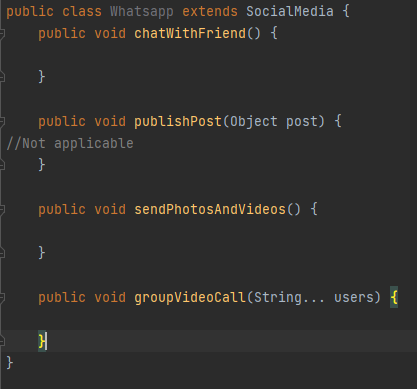 public class Whatsapp extends SocialMedia {
public void chatWithFriend() {
}
public void publishPost(Object post) {
//Not applicable
}
public void sendPhotosAndVideos() {
}
public void groupVideoCall(String... users) {
}
}